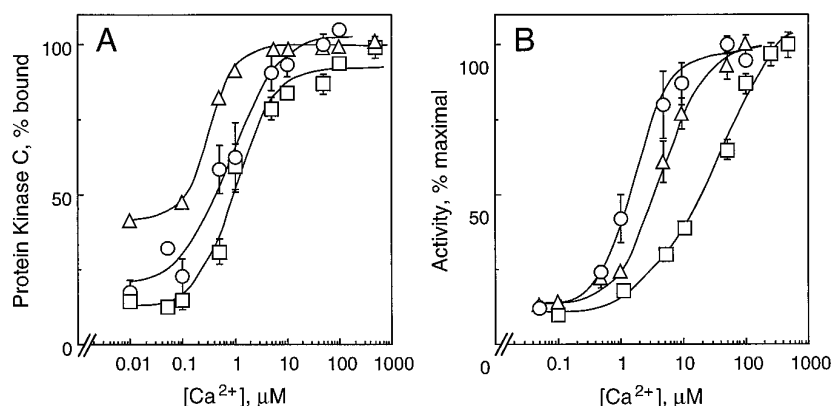 A
Protein Kinase C, % bound
100
50
0
0.01 0.1 1 10 100 1000
[Ca²⁺], µM
B
Activity, % maximal
100
50
0
0.1 1 10 100 1000
[Ca²⁺], µM